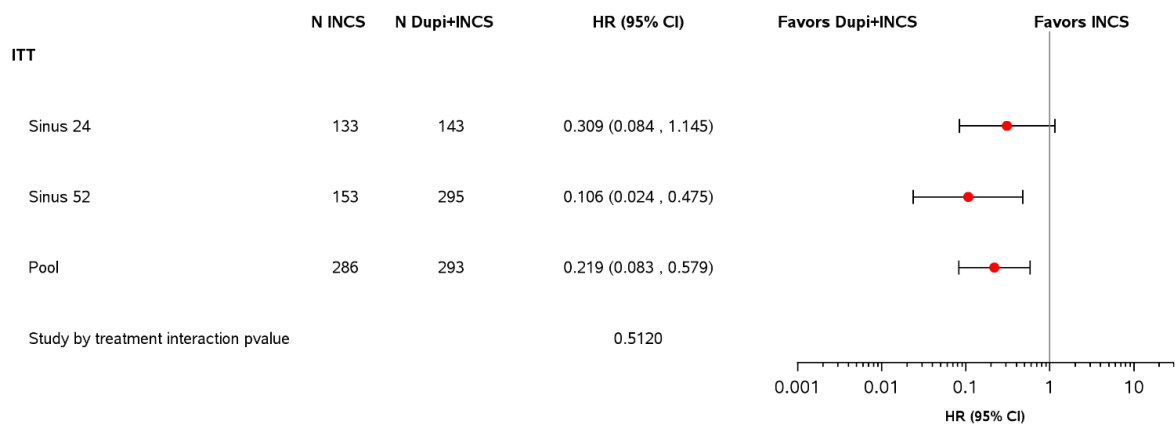 N INCS N Dupi+INCS HR (95% CI) Favors Dupi+INCS Favors INCS
ITT
Sinus 24 133 143 0.309 (0.084 , 1.145)
Sinus 52 153 295 0.106 (0.024 , 0.475)
Pool 286 293 0.219 (0.083 , 0.579)
Study by treatment interaction pvalue 0.5120
0.001 0.01 0.1 1 10
HR (95% CI)